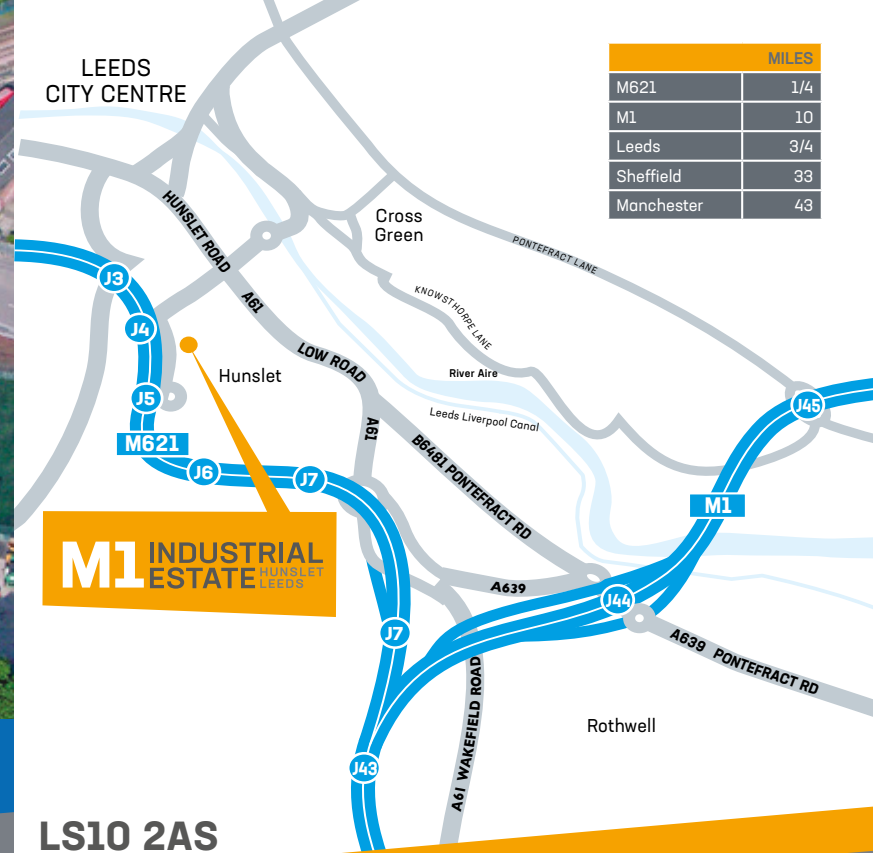 LEEDS
CITY CENTRE
MILES
M621 1/4
M1 10
Leeds 3/4
Sheffield 33
Manchester 43
HUNSLET ROAD
Cross
Green
PONTEFRACT LANE
J3
A61
KNOWSTHORPE LANE
J4
LOW ROAD
Hunslet
River Aire
J5
J45
Leeds Liverpool Canal
A61
M621
B6481 PONTEFRACT RD
J6
J7
M1
M1 INDUSTRIAL
ESTATE HUNSLET
LEEDS
A639
J44
J7
A639 PONTEFRACT RD
A61 WAKEFIELD ROAD
Rothwell
J43
LS10 2AS